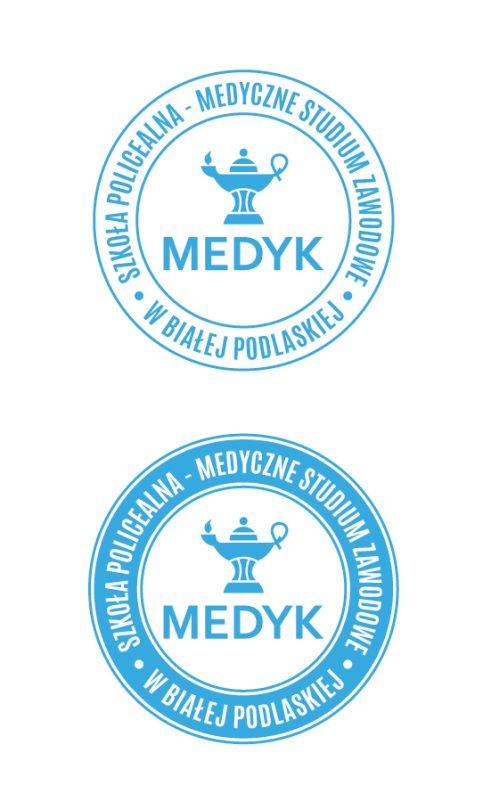 SZKOŁA POLICEALNA - MEDYCZNE STUDIUM ZAWODOWE
MEDYK
• W BIAŁEJ PODLASKIEJ •
SZKOŁA POLICEALNA - MEDYCZNE STUDIUM ZAWODOWE
MEDYK
• W BIAŁEJ PODLASKIEJ •